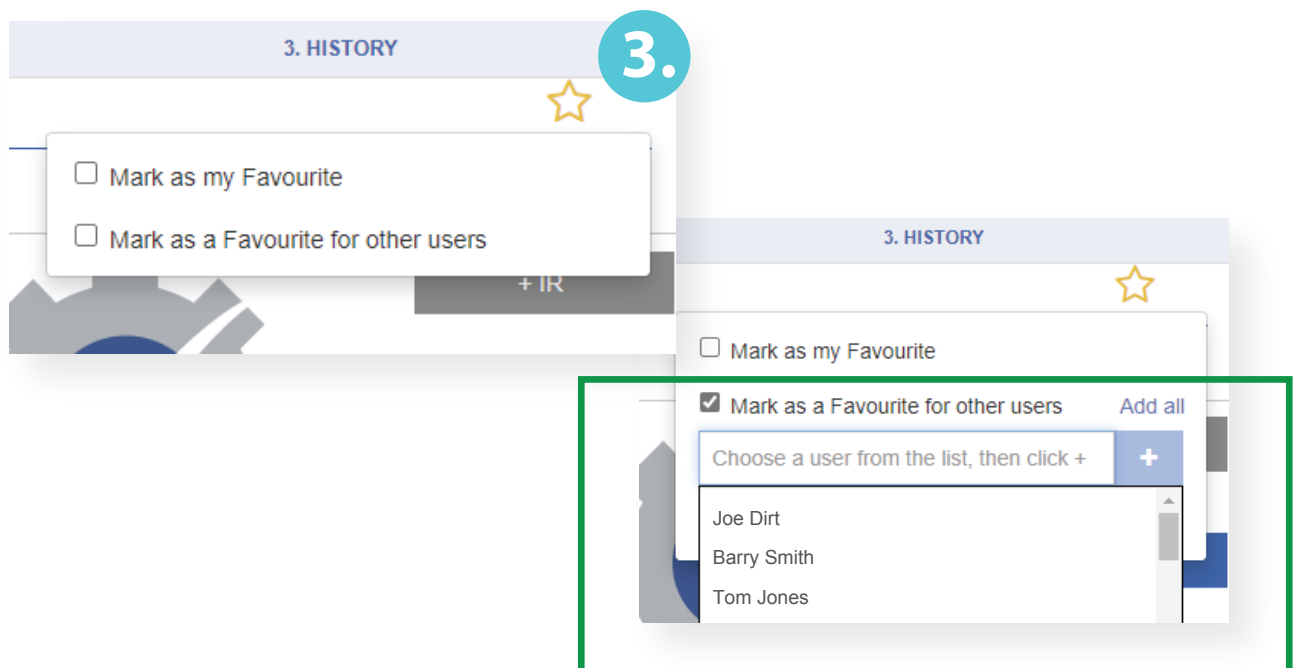 3. HISTORY
3.
Mark as my Favourite
Mark as a Favourite for other users
+ IR
3. HISTORY
Mark as my Favourite
Mark as a Favourite for other users Add all
Choose a user from the list, then click + +
Joe Dirt
Barry Smith
Tom Jones